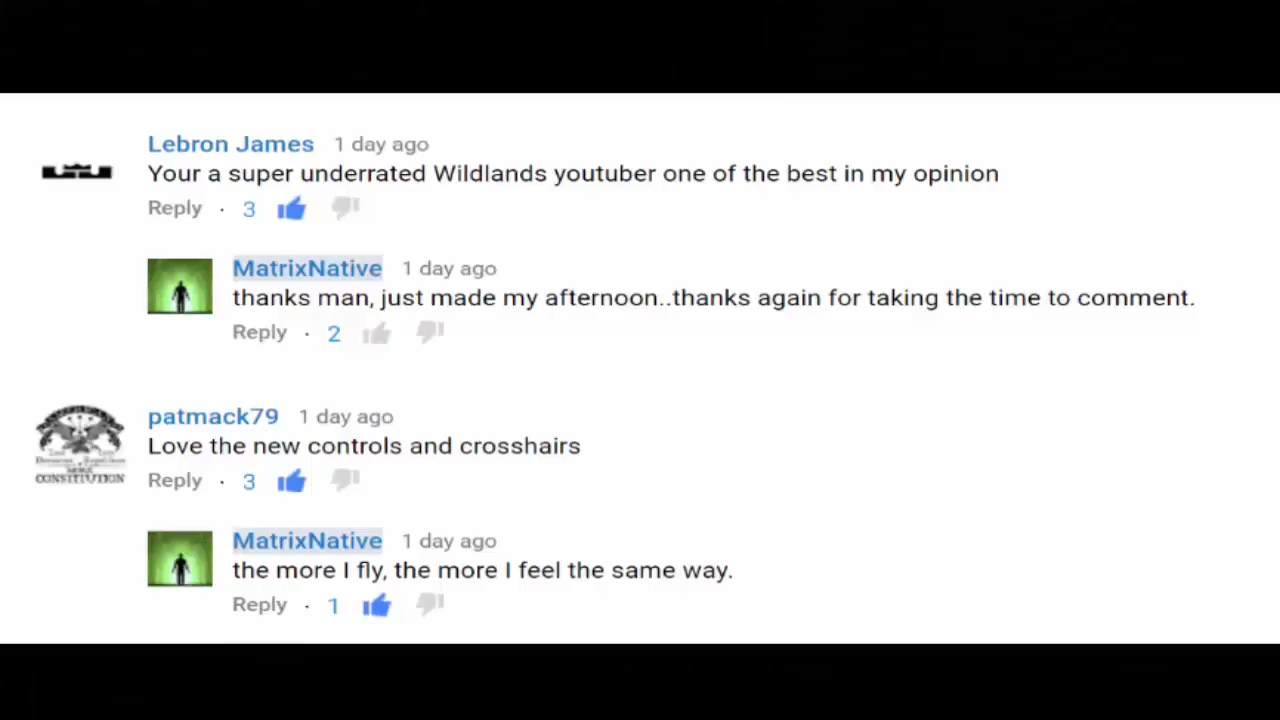 Lebron James 1 day ago
Your a super underrated Wildlands youtuber one of the best in my opinion
Reply · 3
MatrixNative 1 day ago
thanks man, just made my afternoon..thanks again for taking the time to comment.
Reply · 2
patmack79 1 day ago
Love the new controls and crosshairs
Reply · 3
CONSTITUTION
MatrixNative 1 day ago
the more I fly, the more I feel the same way.
Reply · 1